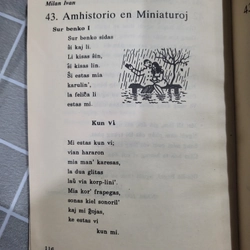 Milan Ivan
43. Amhistorio en Miniaturoj
Sur benko I
Sur benko sidas
ŝi kaj li.
Li kisas ŝin,
ŝi kisas lin.
Ŝi estas mia
karulin',
la feliĉa li
estas mi.
Kun vi
Mi estas kun vi;
vian hararon
mia man' karesas,
la dua glitas
laŭ via korp-lini'.
Mia kor' frapegas,
sonas kiel sonoril'
kaj mi ĝojas,
ke estas vi
kun mi.
116